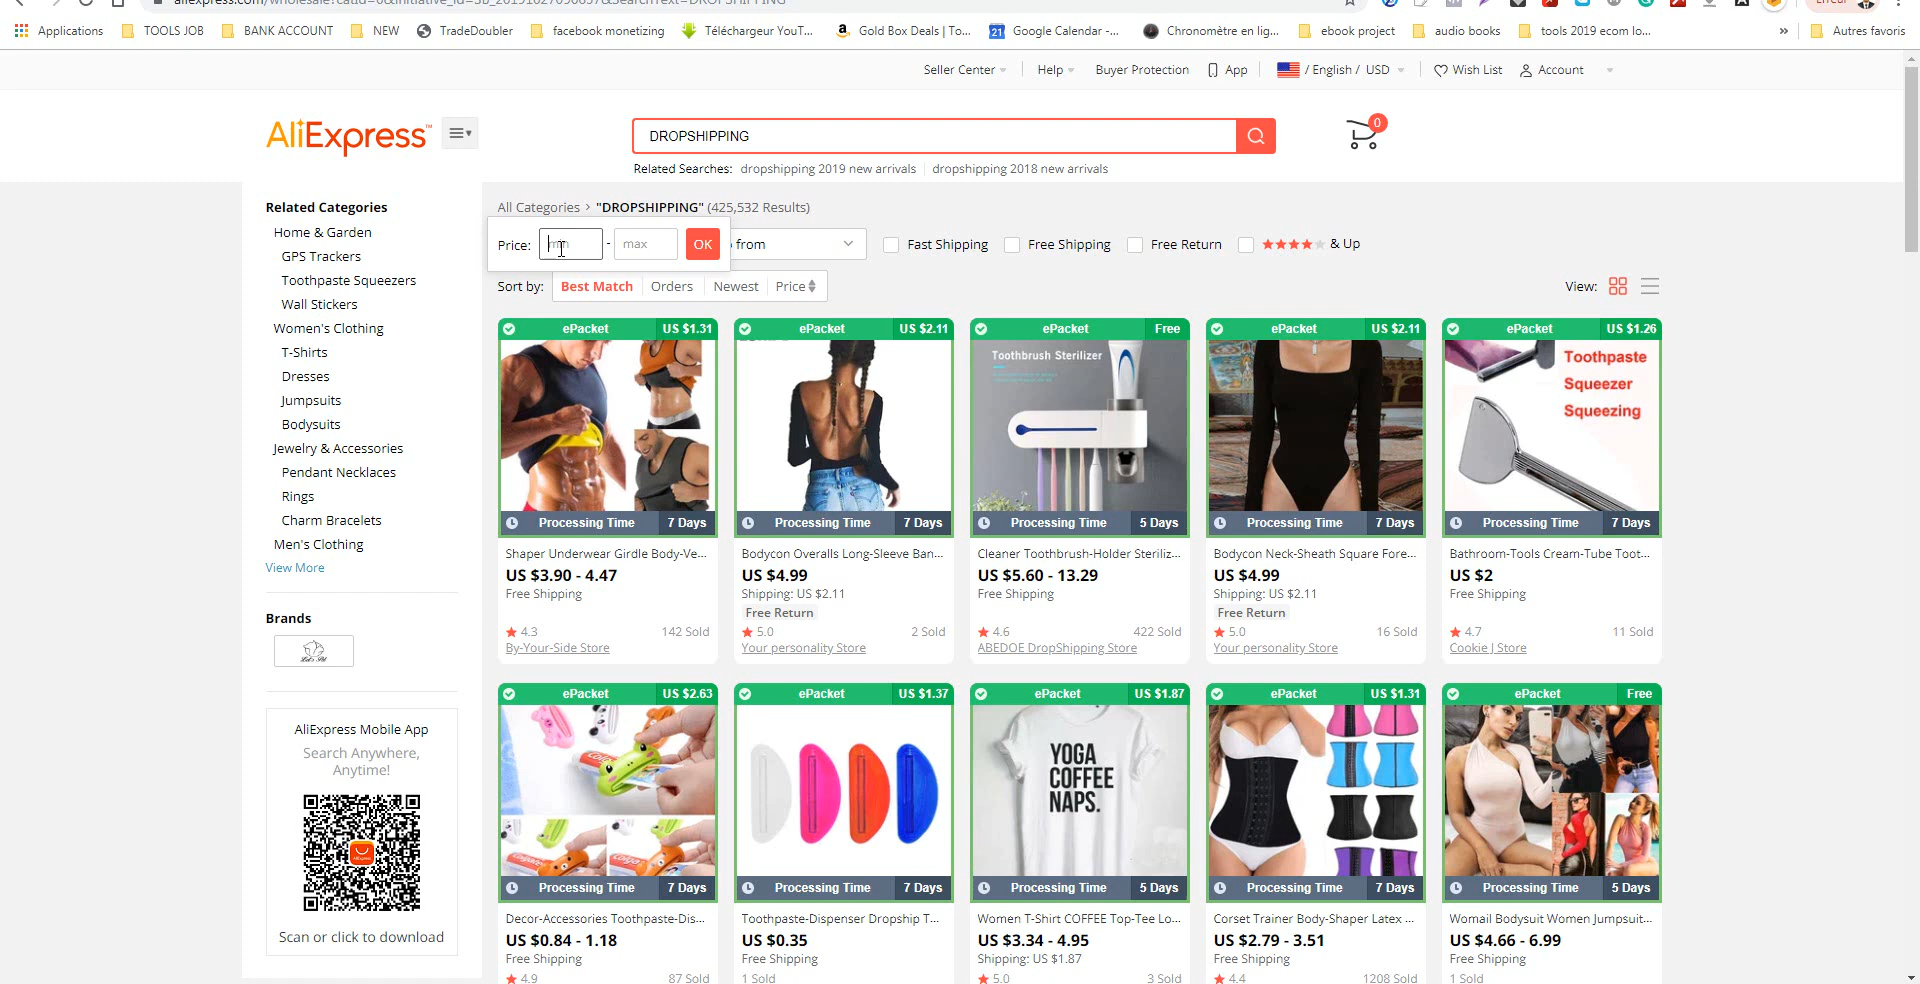 Applications
TOOLS JOB
BANK ACCOUNT
NEW
TradeDoubler
facebook monetizing
Téléchargeur YouT...
Gold Box Deals | To...
Google Calendar -...
Chronomètre en lig...
ebook project
audio books
tools 2019 ecom lo...
»
Autres favoris
Seller Center
Help
Buyer Protection
App
/ English / USD
Wish List
Account
AliExpress™
DROPSHIPPING
0
Related Searches: dropshipping 2019 new arrivals dropshipping 2018 new arrivals
Related Categories
Home & Garden
GPS Trackers
Toothpaste Squeezers
Wall Stickers
Women's Clothing
T-Shirts
Dresses
Jumpsuits
Bodysuits
Jewelry & Accessories
Pendant Necklaces
Rings
Charm Bracelets
Men's Clothing
View More
Brands
AliExpress Mobile App
Search Anywhere,
Anytime!
Scan or click to download
All Categories > "DROPSHIPPING" (425,532 Results)
Price: min - max OK
from
Fast Shipping
Free Shipping
Free Return
& Up
Sort by: Best Match Orders Newest Price
View:
ePacket US $1.31
Processing Time 7 Days
Shaper Underwear Girdle Body-Ve...
US $3.90 - 4.47
Free Shipping
4.3 142 Sold
By-Your-Side Store
ePacket US $2.11
Processing Time 7 Days
Bodycon Overalls Long-Sleeve Ban...
US $4.99
Shipping: US $2.11
Free Return
5.0 2 Sold
Your personality Store
ePacket Free
Toothbrush Sterilizer
Processing Time 5 Days
Cleaner Toothbrush-Holder Steriliz...
US $5.60 - 13.29
Free Shipping
4.6 422 Sold
ABEDOE DropShipping Store
ePacket US $2.11
Processing Time 7 Days
Bodycon Neck-Sheath Square Fore...
US $4.99
Shipping: US $2.11
Free Return
5.0 16 Sold
Your personality Store
ePacket US $1.26
Toothpaste
Squeezer
Squeezing
Processing Time 7 Days
Bathroom-Tools Cream-Tube Toot...
US $2
Free Shipping
4.7 11 Sold
Cookie J Store
ePacket US $2.63
Processing Time 7 Days
Decor-Accessories Toothpaste-Dis...
US $0.84 - 1.18
Free Shipping
4.9 87 Sold
ePacket US $1.37
Processing Time 7 Days
Toothpaste-Dispenser Dropship T...
US $0.35
Free Shipping
1 Sold
ePacket US $1.87
YOGA
COFFEE
NAPS.
Processing Time 5 Days
Women T-Shirt COFFEE Top-Tee Lo...
US $3.34 - 4.95
Shipping: US $1.87
5.0 3 Sold
ePacket US $1.31
Processing Time 7 Days
Corset Trainer Body-Shaper Latex ...
US $2.79 - 3.51
Free Shipping
4.4 1208 Sold
ePacket Free
Processing Time 5 Days
Womail Bodysuit Women Jumpsuit...
US $4.66 - 6.99
Free Shipping
1 Sold